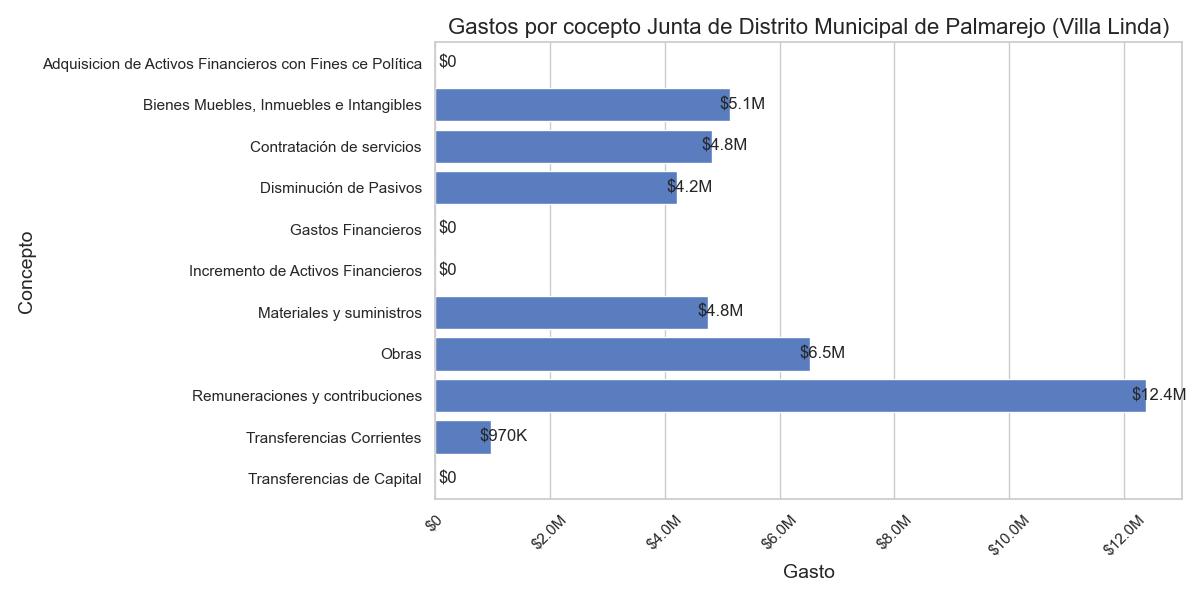 Gastos por cocepto Junta de Distrito Municipal de Palmarejo (Villa Linda)
Concepto
Adquisicion de Activos Financieros con Fines ce Política $0
Bienes Muebles, Inmuebles e Intangibles $5.1M
Contratación de servicios $4.8M
Disminución de Pasivos $4.2M
Gastos Financieros $0
Incremento de Activos Financieros $0
Materiales y suministros $4.8M
Obras $6.5M
Remuneraciones y contribuciones $12.4M
Transferencias Corrientes $970K
Transferencias de Capital $0
$0 $2.0M $4.0M $6.0M $8.0M $10.0M $12.0M
Gasto